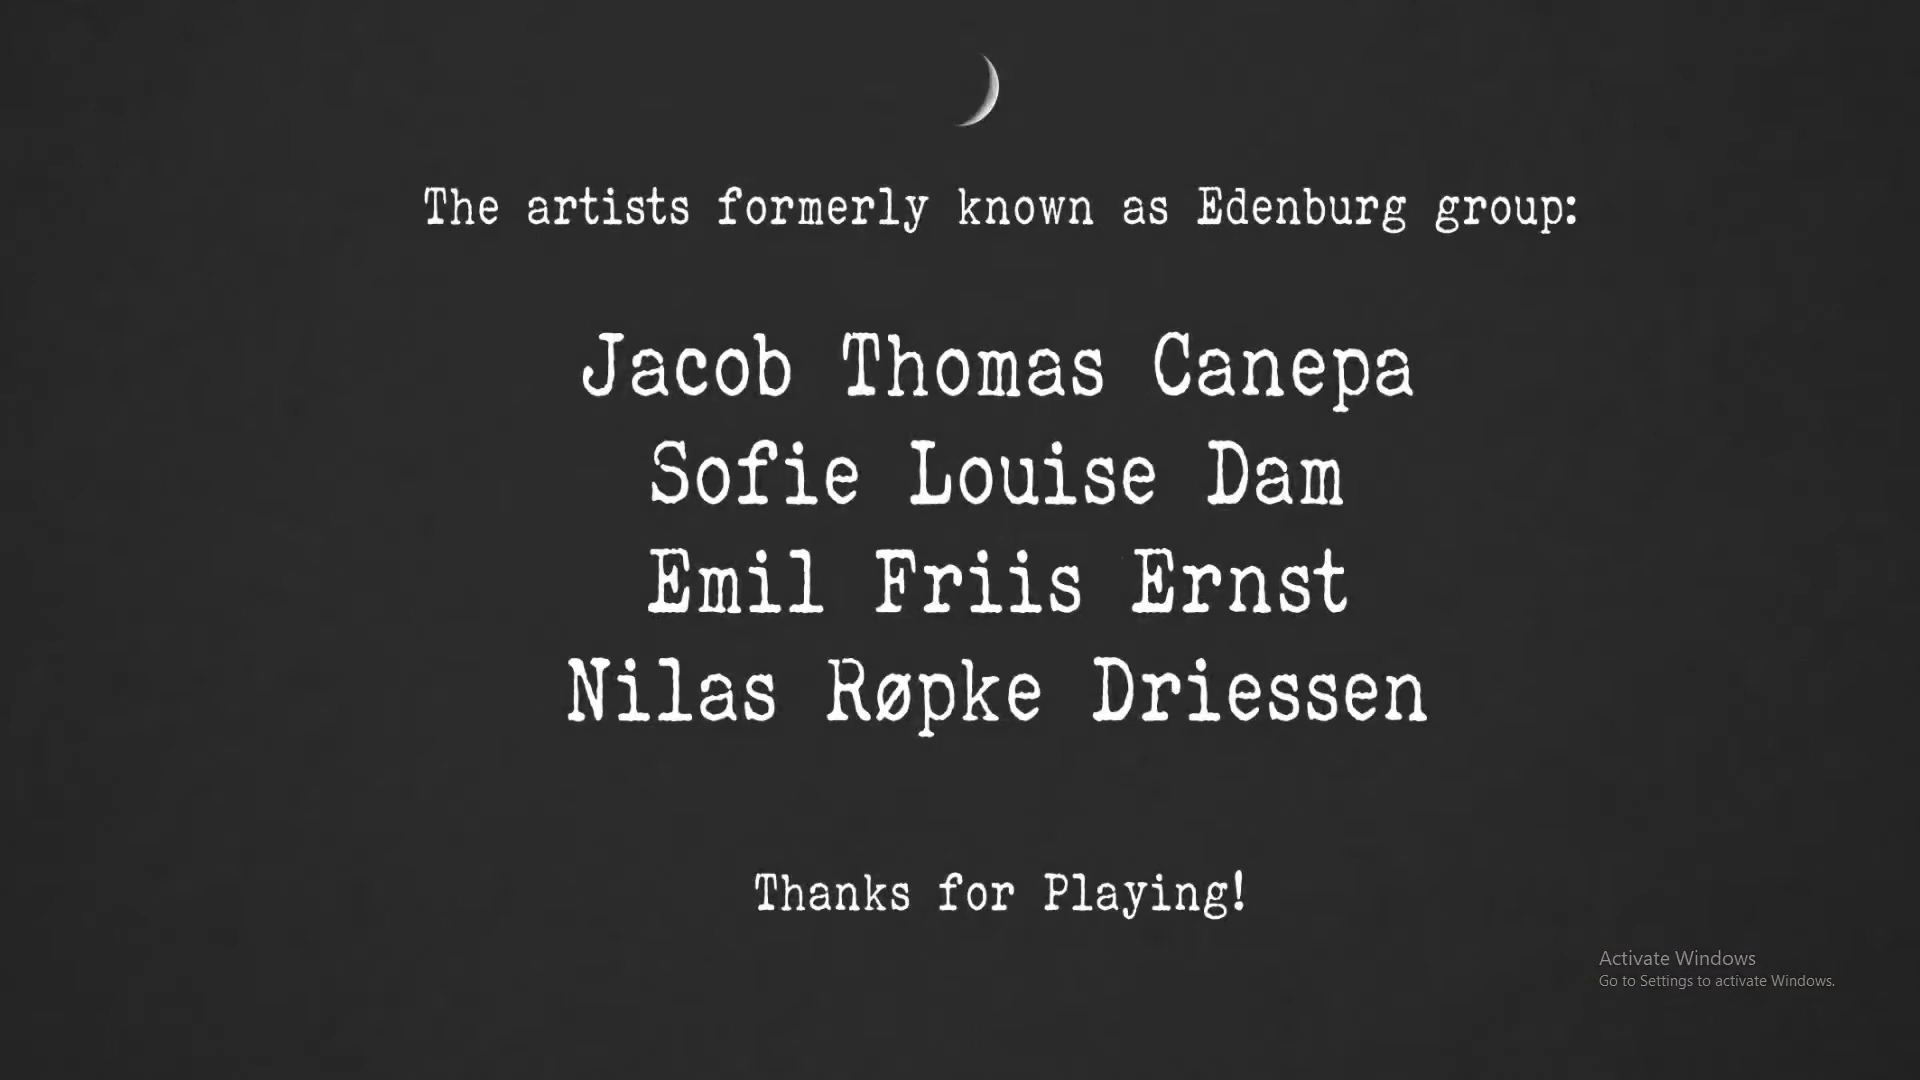 The artists formerly known as Edenburg group:
Jacob Thomas Canepa
Sofie Louise Dam
Emil Friis Ernst
Nilas Røpke Driessen
Thanks for Playing!
Activate Windows
Go to Settings to activate Windows.